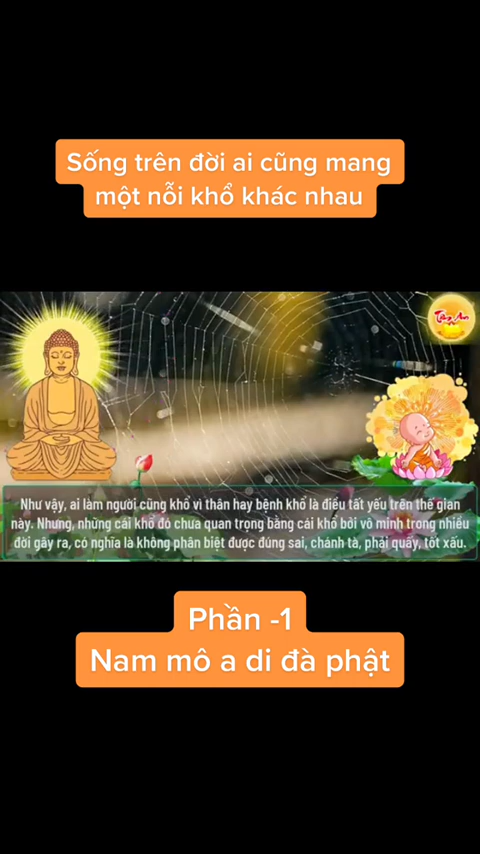 Sống trên đời ai cũng mang
một nỗi khổ khác nhau
Tâm An
Như vậy, ai làm người cũng khổ vì thân hay bệnh khổ là điều tất yếu trên thế gian
này. Nhưng, những cái khổ đó chưa quan trọng bằng cái khổ bởi vô minh trong nhiều
đời gây ra, có nghĩa là không phân biệt được đúng sai, chánh tà, phải quấy, tốt xấu.
Phần -1
Nam mô a di đà phật